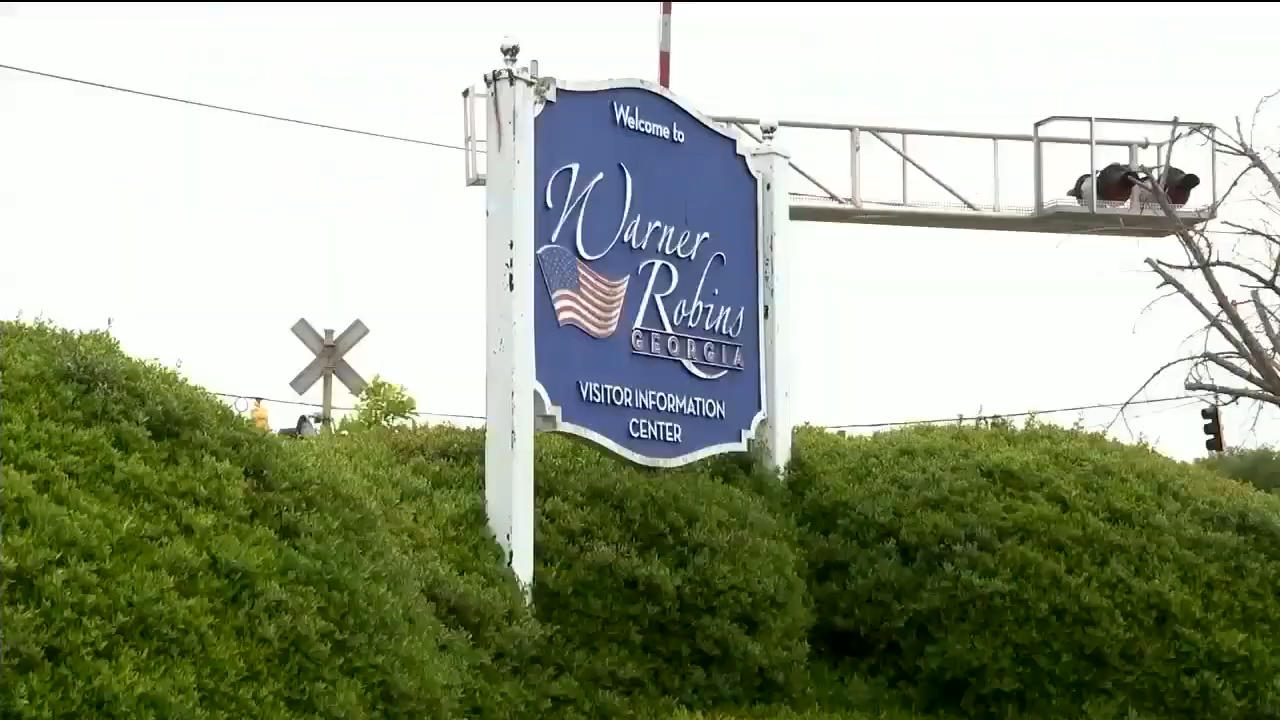 Welcome to
Warner
Robins
GEORGIA
VISITOR INFORMATION
CENTER